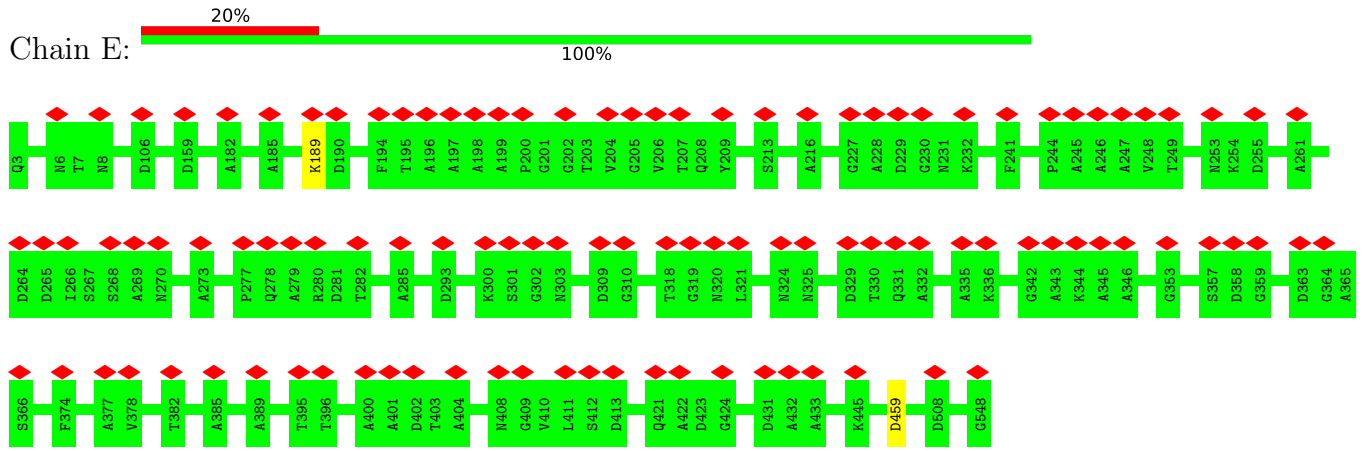 20%
Chain E:
100%
Q3 N6 T7 N8 D106 D159 A182 A185 K189 D190 F194 T195 A196 A197 A198 A199 P200 G201 G202 T203 V204 G205 V206 T207 Q208 Y209 S213 A216 G227 A228 D229 G230 N231 K232 F241 P244 A245 A246 A247 V248 T249 N253 K254 D255 A261
D264 D265 I266 S267 S268 A269 N270 A273 P277 Q278 A279 R280 D281 T282 A285 D293 K300 S301 G302 N303 D309 G310 T318 G319 N320 L321 N324 N325 D329 T330 Q331 A332 A335 K336 G342 A343 K344 A345 A346 G353 S357 D358 G359 D363 G364 A365
S366 F374 A377 V378 T382 A385 A389 T395 T396 A400 A401 D402 T403 A404 N408 G409 V410 L411 S412 D413 Q421 A422 D423 G424 D431 A432 A433 K445 D459 D508 G548